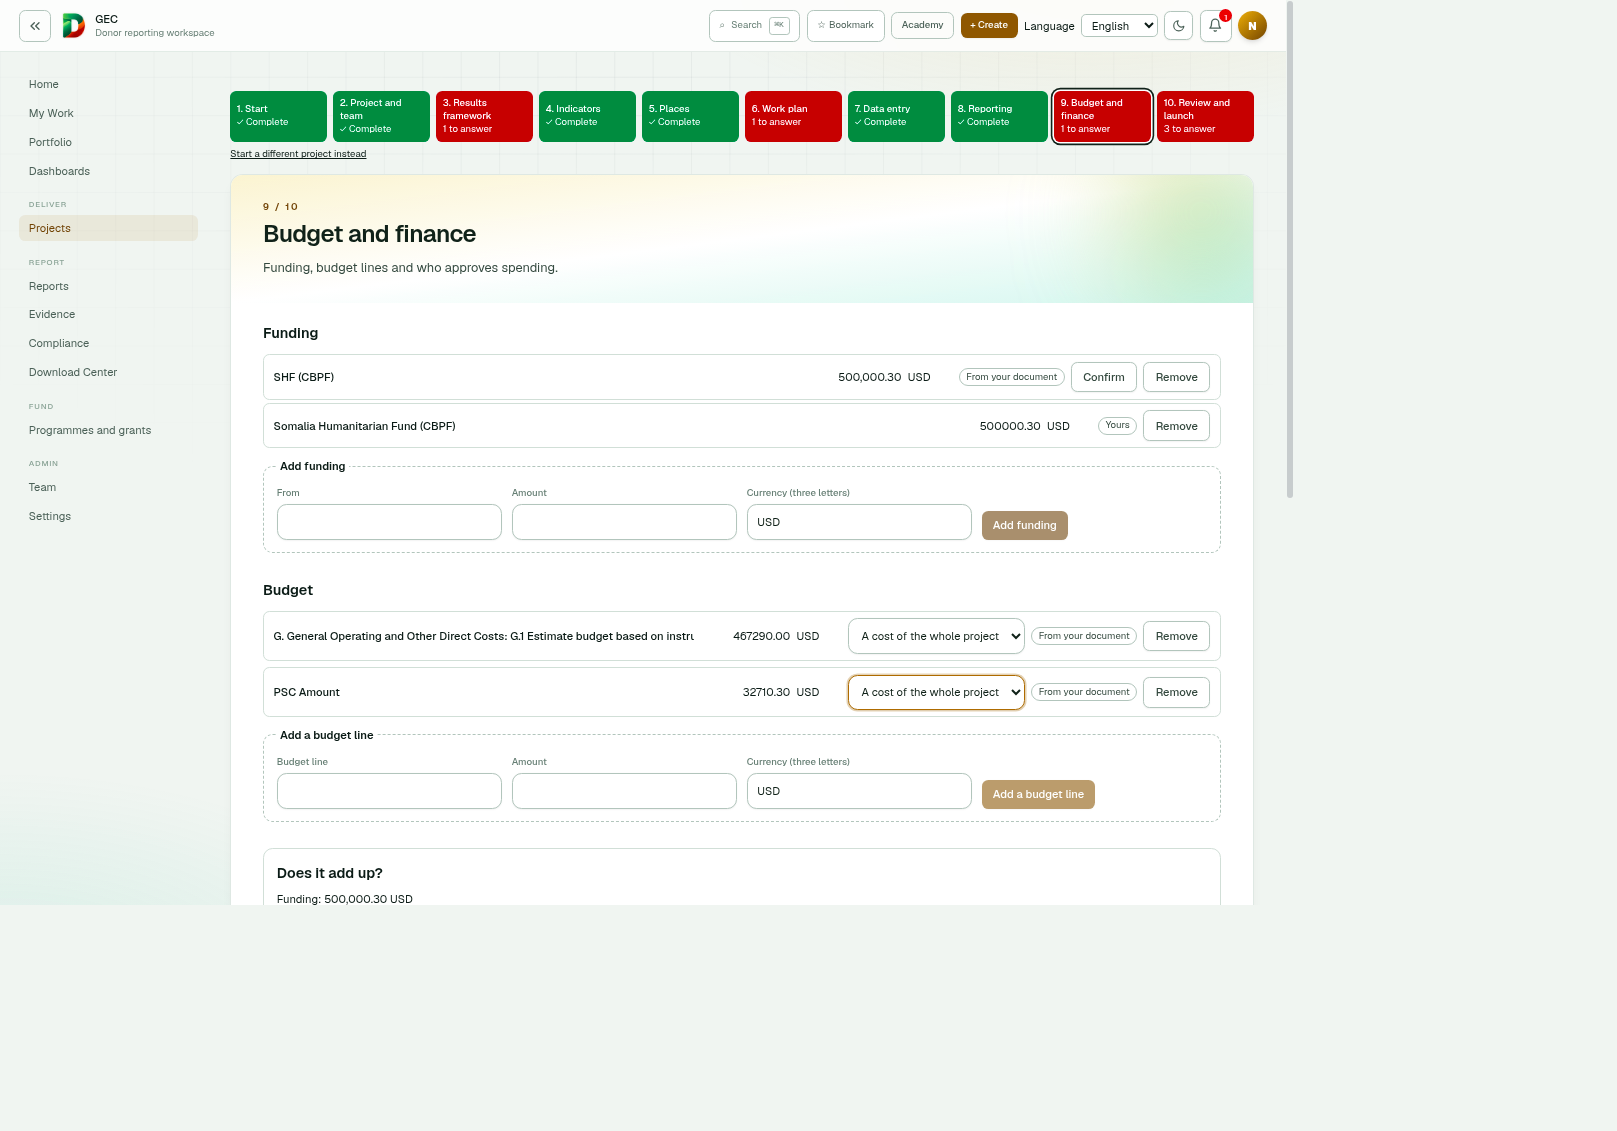 GEC
Donor reporting workspace
Search ⌘K
☆ Bookmark
Academy
+ Create
Language
English
1
N
Home
My Work
Portfolio
Dashboards
DELIVER
Projects
REPORT
Reports
Evidence
Compliance
Download Center
FUND
Programmes and grants
ADMIN
Team
Settings
1. Start
✓ Complete
2. Project and team
✓ Complete
3. Results framework
1 to answer
4. Indicators
✓ Complete
5. Places
✓ Complete
6. Work plan
1 to answer
7. Data entry
✓ Complete
8. Reporting
✓ Complete
9. Budget and finance
1 to answer
10. Review and launch
3 to answer
Start a different project instead
9 / 10
Budget and finance
Funding, budget lines and who approves spending.
Funding
SHF (CBPF) 500,000.30 USD From your document Confirm Remove
Somalia Humanitarian Fund (CBPF) 500000.30 USD Yours Remove
Add funding
From Amount Currency (three letters)
USD Add funding
Budget
G. General Operating and Other Direct Costs: G.1 Estimate budget based on instru 467290.00 USD A cost of the whole project From your document Remove
PSC Amount 32710.30 USD A cost of the whole project From your document Remove
Add a budget line
Budget line Amount Currency (three letters)
USD Add a budget line
Does it add up?
Funding: 500,000.30 USD